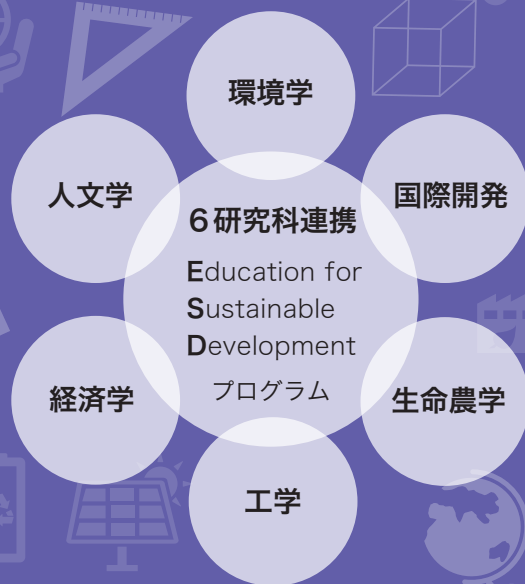 環境学
人文学
国際開発
6研究科連携
Education for
Sustainable
Development
プログラム
経済学
生命農学
工学